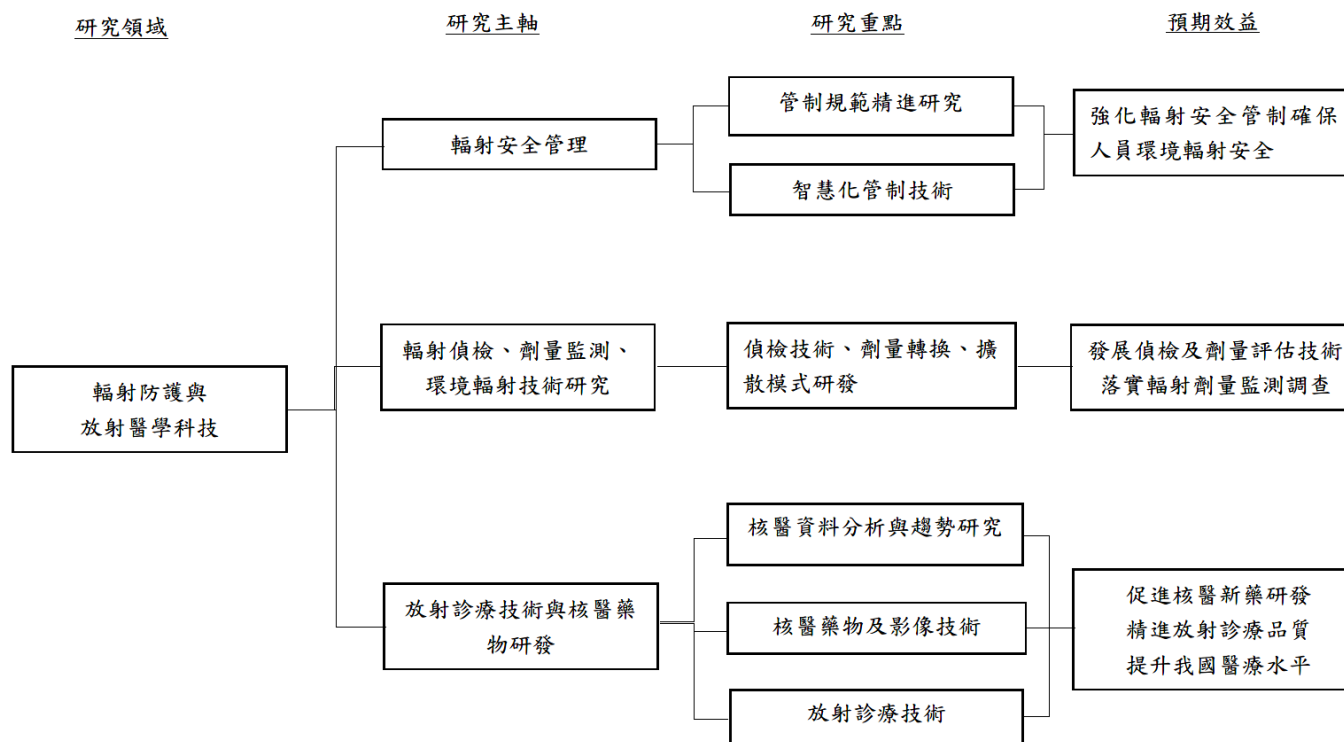 研究領域
研究主軸
研究重點
預期效益
輻射防護與
放射醫學科技
輻射安全管理
管制規範精進研究
智慧化管制技術
強化輻射安全管制確保
人員環境輻射安全
輻射偵檢、劑量監測、
環境輻射技術研究
偵檢技術、劑量轉換、擴
散模式研發
發展偵檢及劑量評估技術
落實輻射劑量監測調查
放射診療技術與核醫藥
物研發
核醫資料分析與趨勢研究
核醫藥物及影像技術
放射診療技術
促進核醫新藥研發
精進放射診療品質
提升我國醫療水平